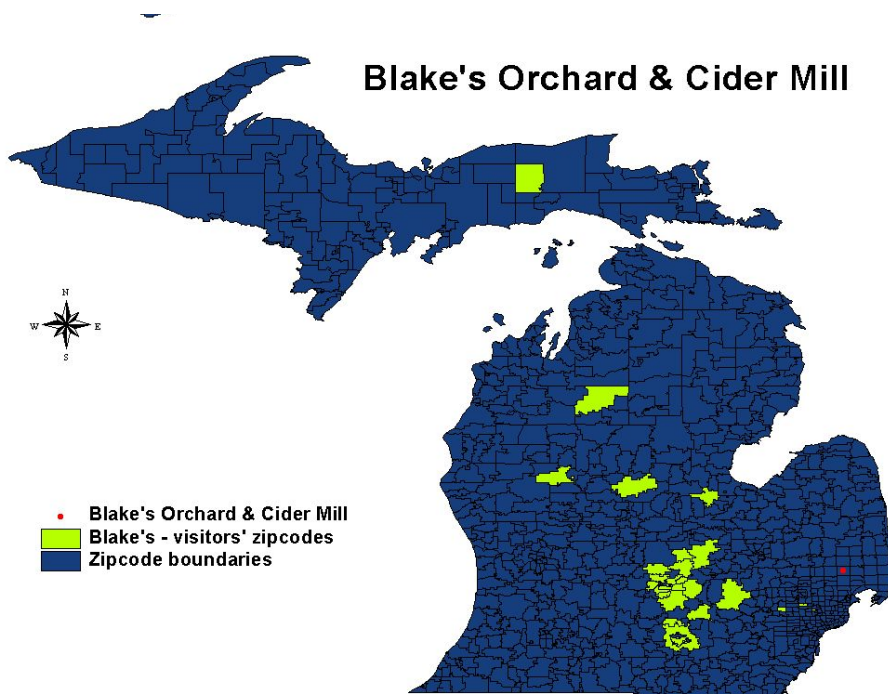 Blake's Orchard & Cider Mill
N
W E
S
Blake's Orchard & Cider Mill
Blake's - visitors' zipcodes
Zipcode boundaries